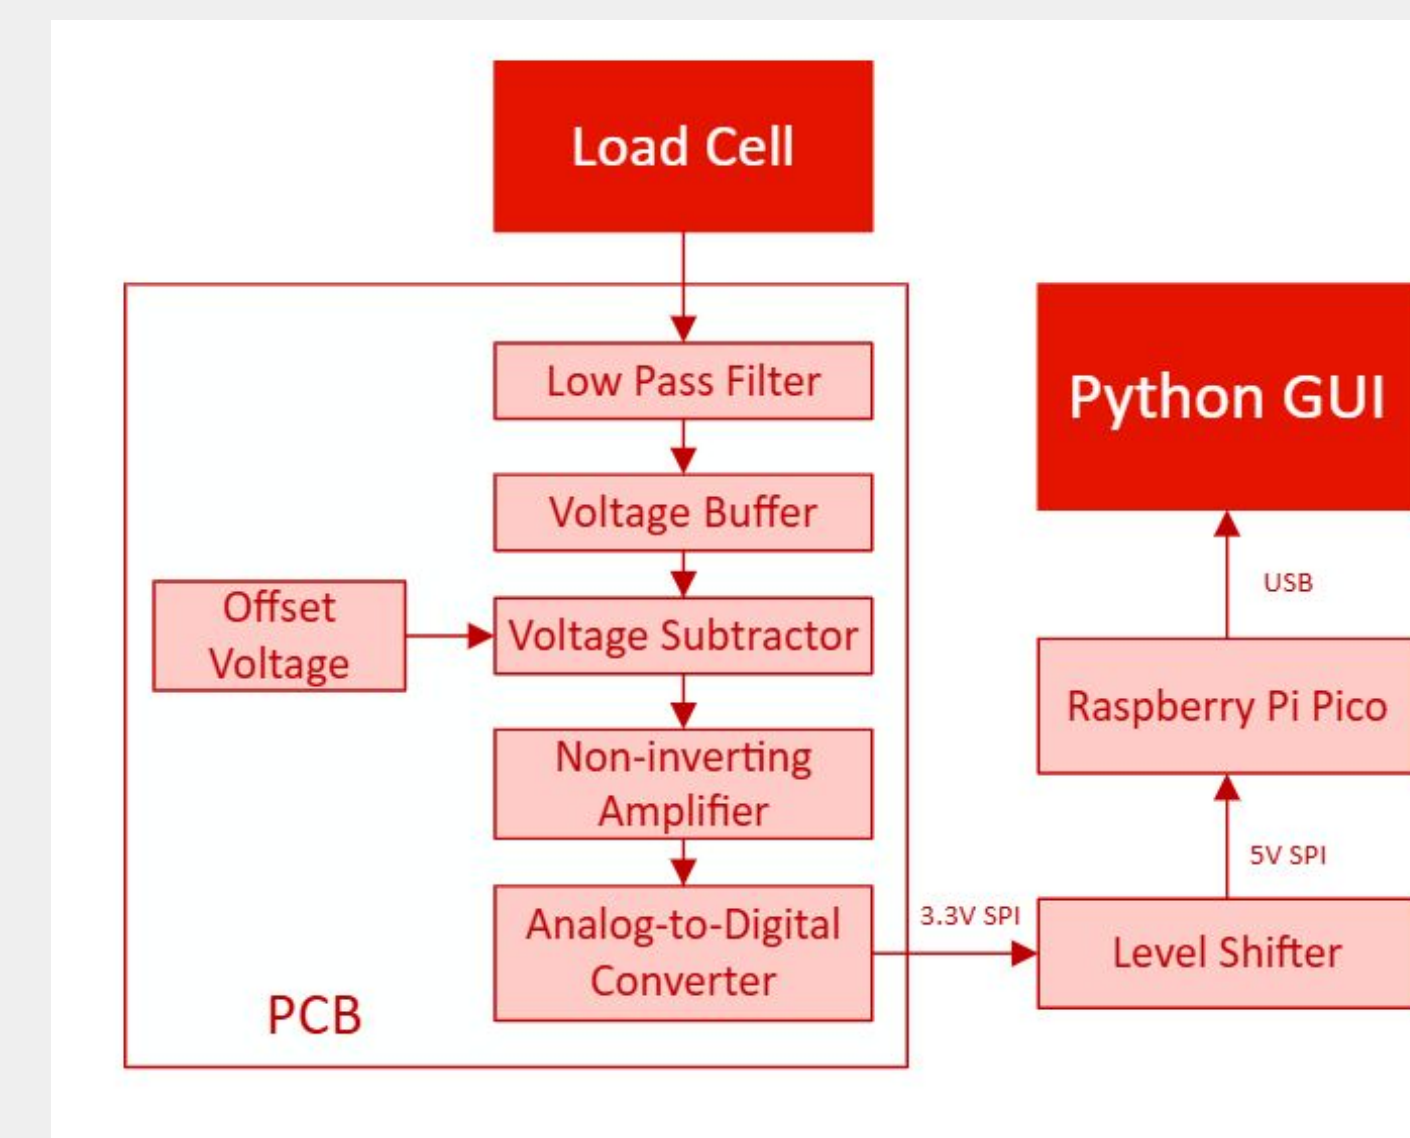 Load Cell
Low Pass Filter
Voltage Buffer
Offset
Voltage
Voltage Subtractor
Non-inverting
Amplifier
Analog-to-Digital
Converter
PCB
3.3V SPI
Python GUI
USB
Raspberry Pi Pico
5V SPI
Level Shifter